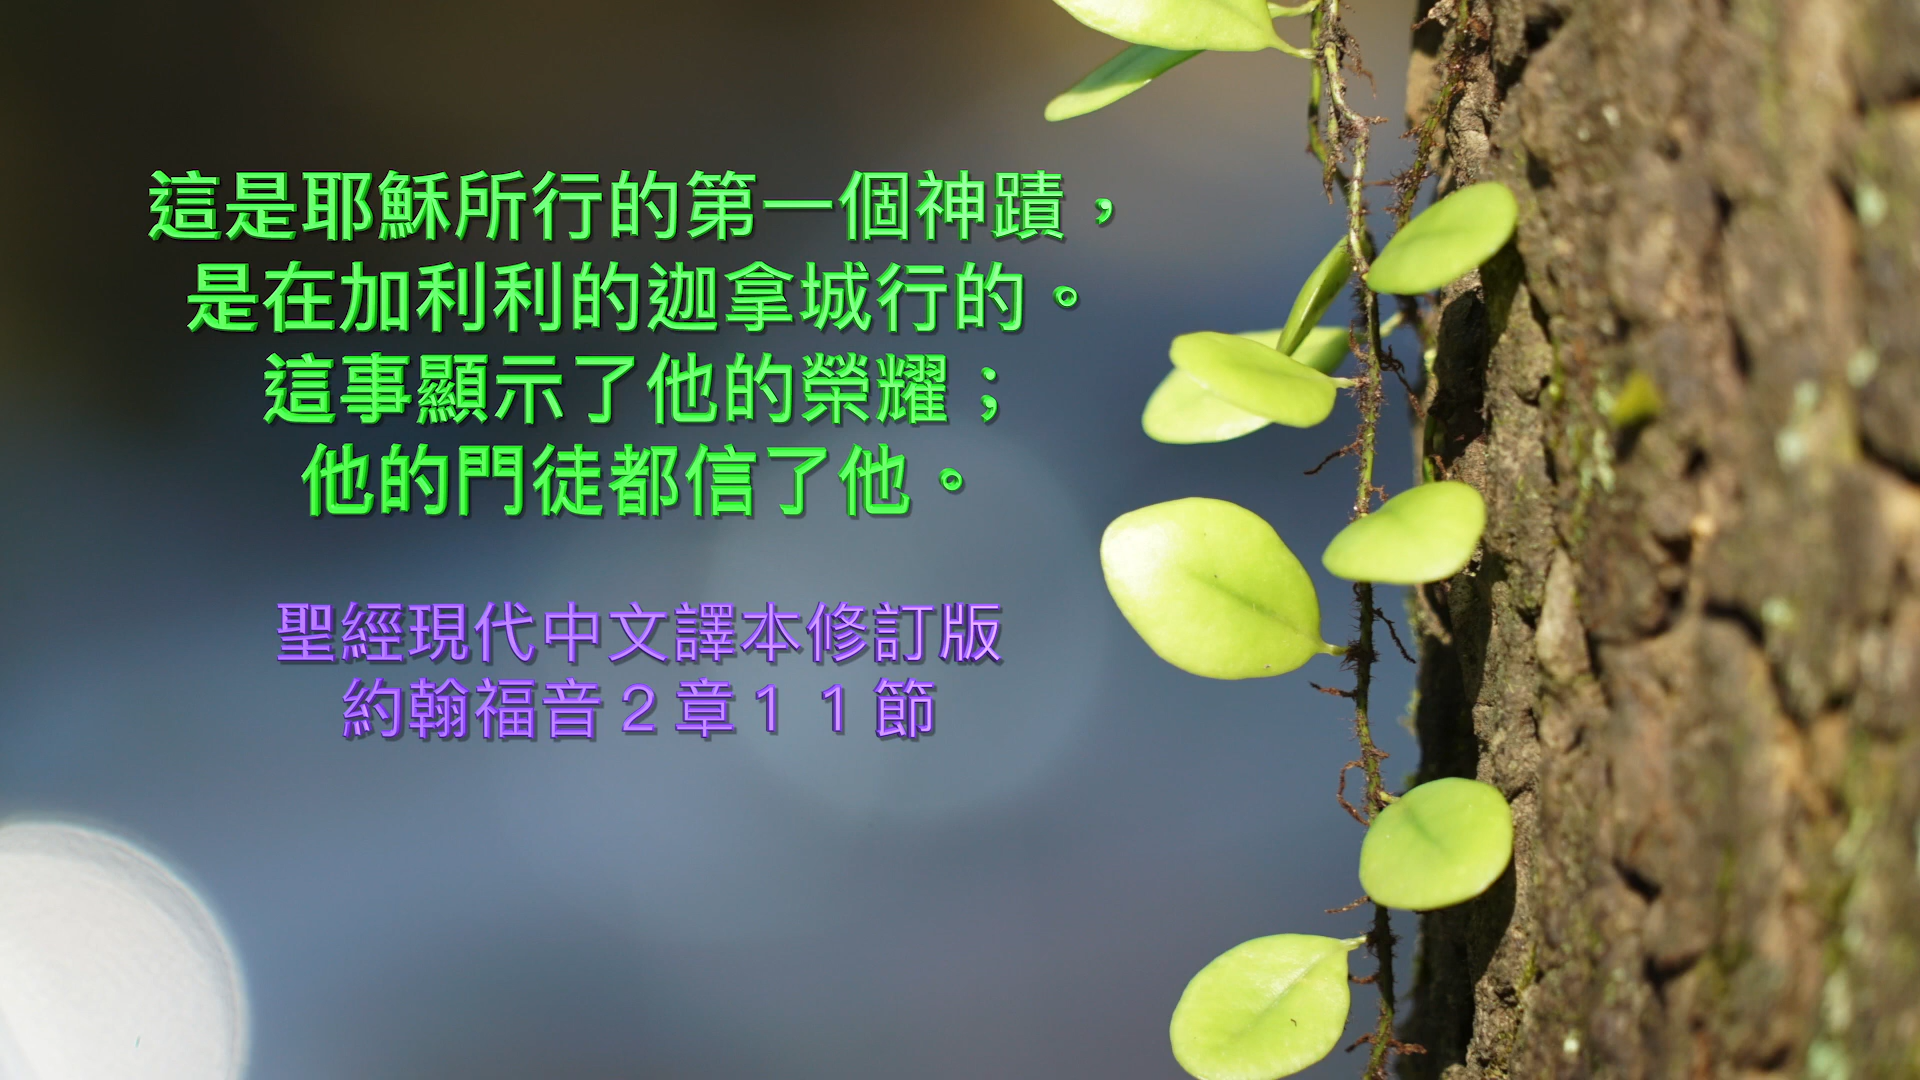 這是耶穌所行的第一個神蹟，
是在加利利的迦拿城行的。
這事顯示了他的榮耀；
他的門徒都信了他。
聖經現代中文譯本修訂版
約翰福音２章１１節